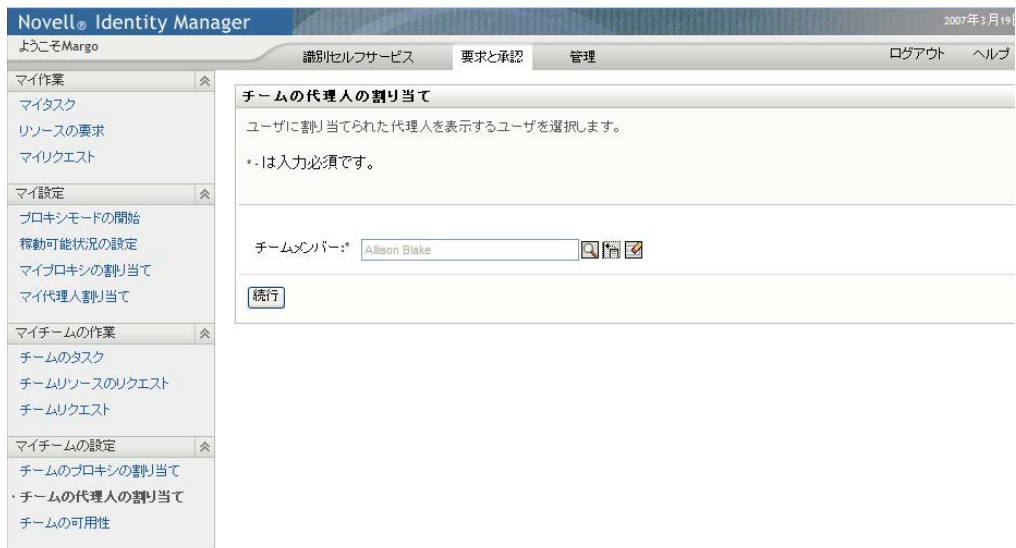 Novell® Identity Manager
2007年3月19日
ようこそMargo
識別セルフサービス
要求と承認
管理
ログアウト
ヘルプ
マイ作業
マイタスク
リソースの要求
マイリクエスト
マイ設定
プロキシモードの開始
稼動可能状況の設定
マイプロキシの割り当て
マイ代理人割り当て
マイチームの作業
チームのタスク
チームリソースのリクエスト
チームリクエスト
マイチームの設定
チームのプロキシの割り当て
・チームの代理人の割り当て
チームの可用性
チームの代理人の割り当て
ユーザに割り当てられた代理人を表示するユーザを選択します。
* - は入力必須です。
チームメンバー:* Allison Blake
続行